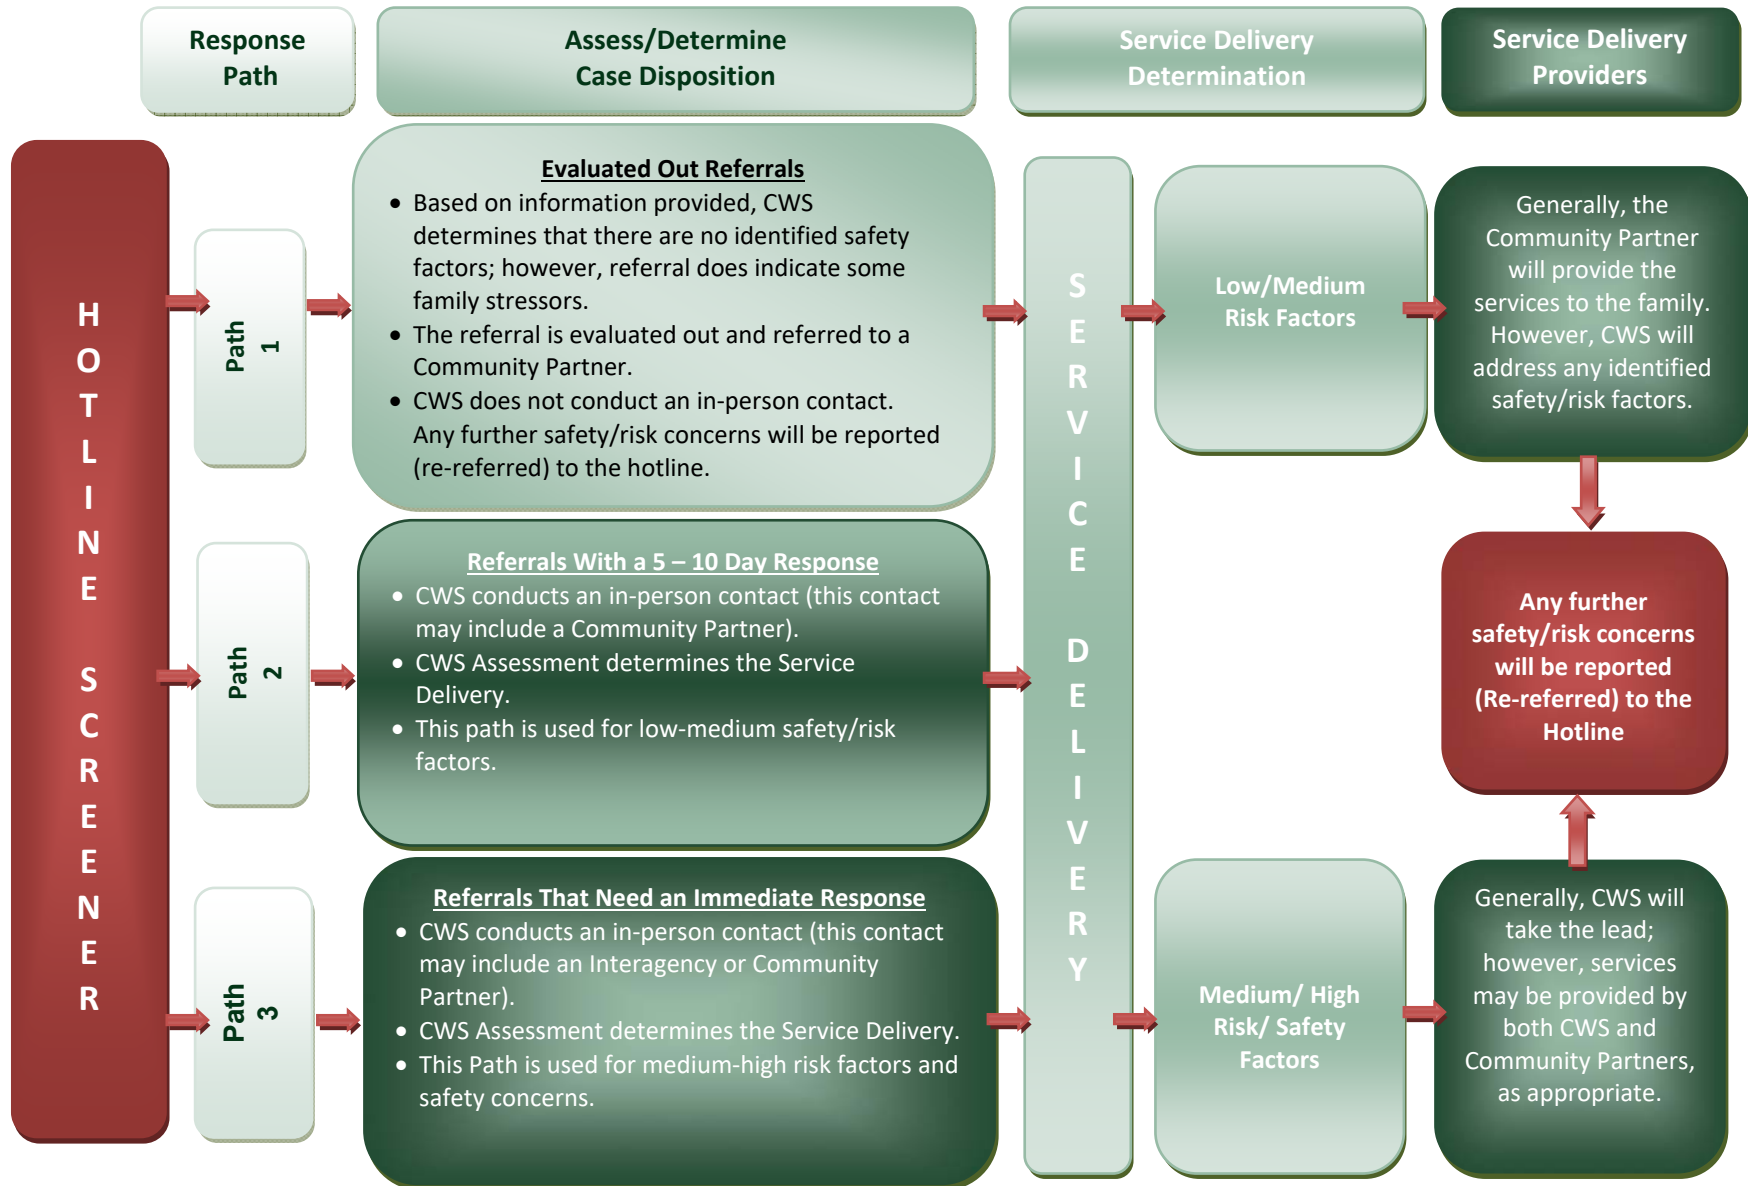 Response
Path
Assess/Determine
Case Disposition
Service Delivery
Determination
Service Delivery
Providers
HOTLINE SCREENER
Path
1
Evaluated Out Referrals
• Based on information provided, CWS
determines that there are no identified safety
factors; however, referral does indicate some
family stressors.
• The referral is evaluated out and referred to a
Community Partner.
• CWS does not conduct an in-person contact.
Any further safety/risk concerns will be reported
(re-referred) to the hotline.
Path
2
Referrals With a 5 – 10 Day Response
• CWS conducts an in-person contact (this contact
may include a Community Partner).
• CWS Assessment determines the Service
Delivery.
• This path is used for low-medium safety/risk
factors.
Path
3
Referrals That Need an Immediate Response
• CWS conducts an in-person contact (this contact
may include an Interagency or Community
Partner).
• CWS Assessment determines the Service Delivery.
• This Path is used for medium-high risk factors and
safety concerns.
SERVICE DELIVERY
Low/Medium
Risk Factors
Generally, the
Community Partner
will provide the
services to the family.
However, CWS will
address any identified
safety/risk factors.
Any further
safety/risk concerns
will be reported
(Re-referred) to the
Hotline
Medium/ High
Risk/ Safety
Factors
Generally, CWS will
take the lead;
however, services
may be provided by
both CWS and
Community Partners,
as appropriate.